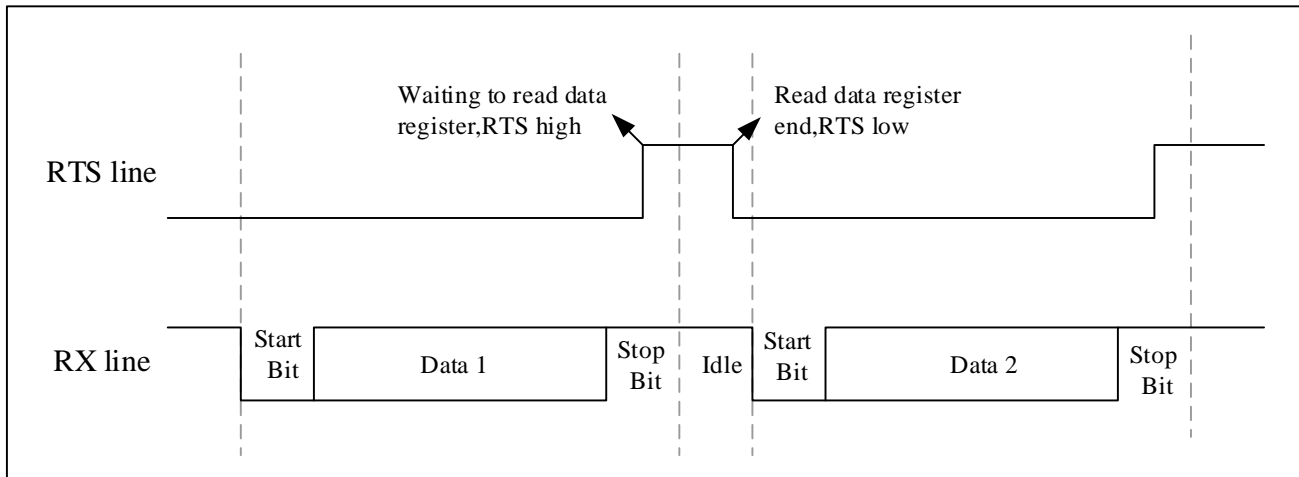 Waiting to read data
register,RTS high
Read data register
end,RTS low
RTS line
RX line
Start
Bit
Data 1
Stop
Bit
Idle
Start
Bit
Data 2
Stop
Bit